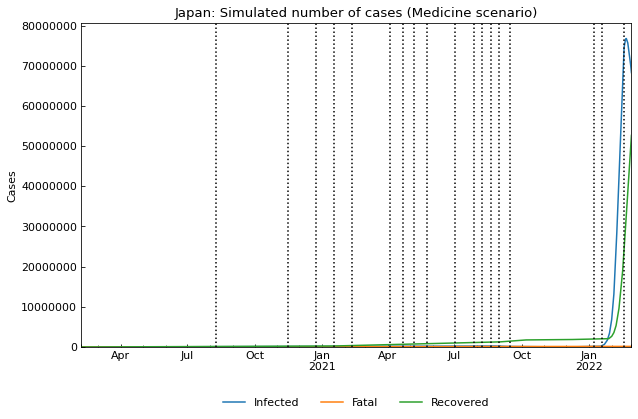 Japan: Simulated number of cases (Medicine scenario)
80000000
70000000
60000000
50000000
40000000
30000000
20000000
10000000
0
Cases
Apr Jul Oct Jan Apr Jul Oct Jan
2021 2022
Infected Fatal Recovered